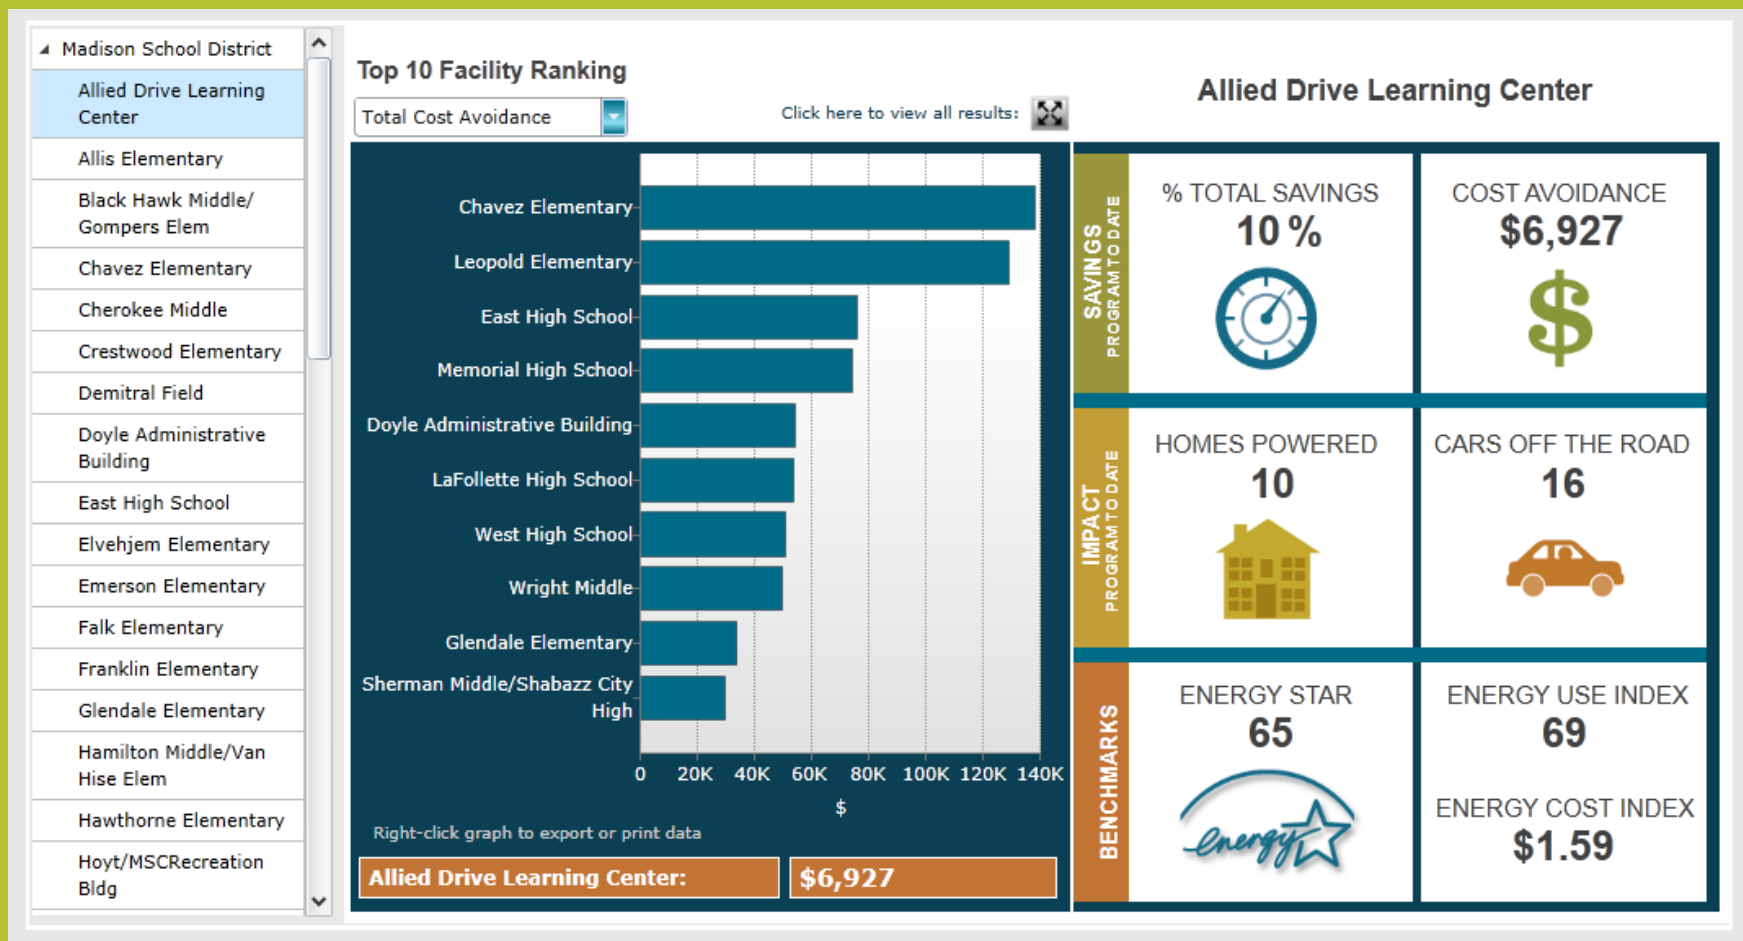 Madison School District
Allied Drive Learning
Center
Allis Elementary
Black Hawk Middle/
Gompers Elem
Chavez Elementary
Cherokee Middle
Crestwood Elementary
Demitral Field
Doyle Administrative
Building
East High School
Elvehjem Elementary
Emerson Elementary
Falk Elementary
Franklin Elementary
Glendale Elementary
Hamilton Middle/Van
Hise Elem
Hawthorne Elementary
Hoyt/MSCRecreation
Bldg
Top 10 Facility Ranking
Total Cost Avoidance
Click here to view all results:
Chavez Elementary
Leopold Elementary
East High School
Memorial High School
Doyle Administrative Building
LaFollette High School
West High School
Wright Middle
Glendale Elementary
Sherman Middle/Shabazz City
High
0 20K 40K 60K 80K 100K 120K 140K
$
Right-click graph to export or print data
Allied Drive Learning Center:
$6,927
Allied Drive Learning Center
SAVINGS
PROGRAM TO DATE
% TOTAL SAVINGS
10 %
COST AVOIDANCE
$6,927
$
IMPACT
PROGRAM TO DATE
HOMES POWERED
10
CARS OFF THE ROAD
16
BENCHMARKS
ENERGY STAR
65
energy
ENERGY USE INDEX
69
ENERGY COST INDEX
$1.59